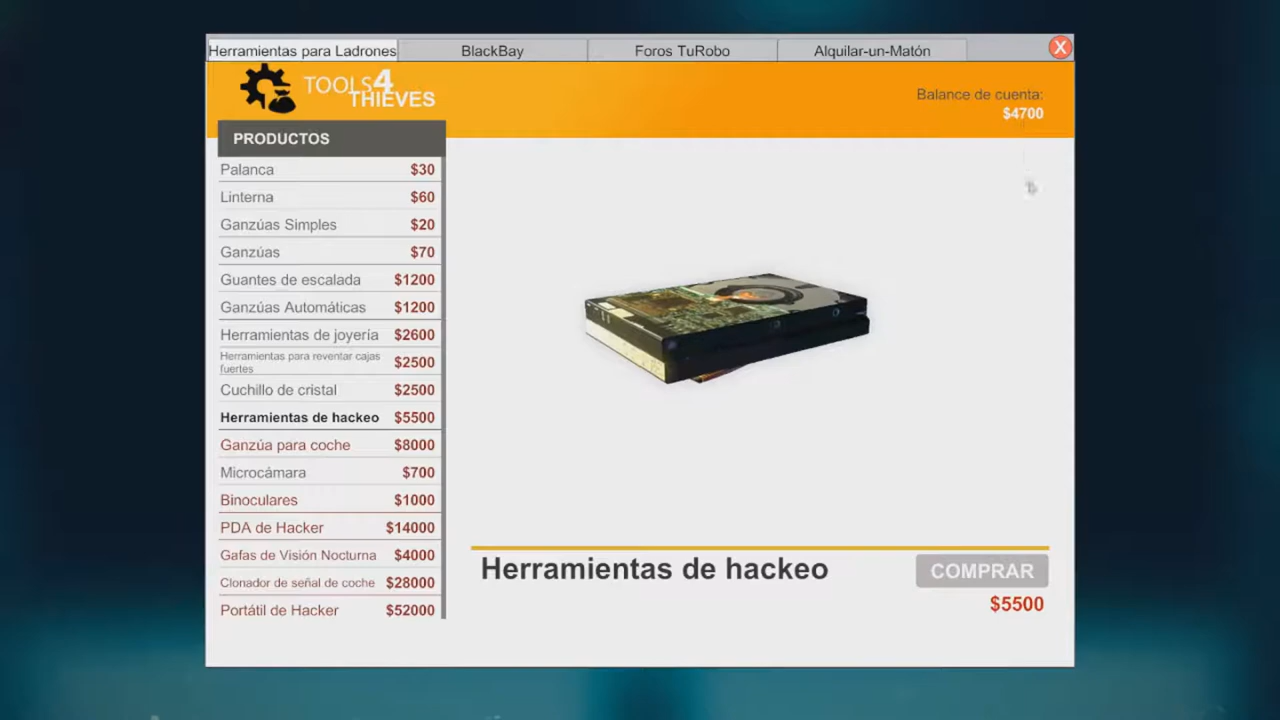 Herramientas para Ladrones
BlackBay
Foros TuRobo
Alquilar-un-Matón
X
TOOLS4
THIEVES
Balance de cuenta:
$4700
PRODUCTOS
Palanca $30
Linterna $60
Ganzúas Simples $20
Ganzúas $70
Guantes de escalada $1200
Ganzúas Automáticas $1200
Herramientas de joyería $2600
Herramientas para reventar cajas
fuertes $2500
Cuchillo de cristal $2500
Herramientas de hackeo $5500
Ganzúa para coche $8000
Microcámara $700
Binoculares $1000
PDA de Hacker $14000
Gafas de Visión Nocturna $4000
Clonador de señal de coche $28000
Portátil de Hacker $52000
Herramientas de hackeo
COMPRAR
$5500